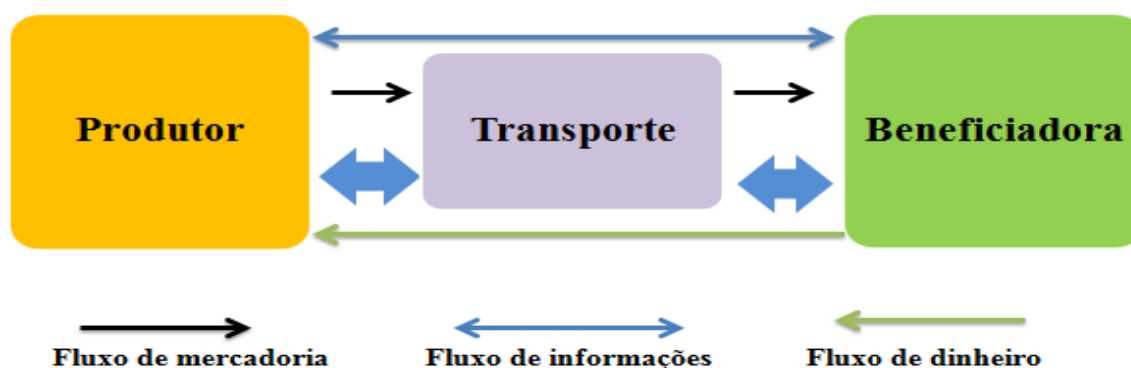 Produtor
Transporte
Beneficiadora
Fluxo de mercadoria
Fluxo de informações
Fluxo de dinheiro